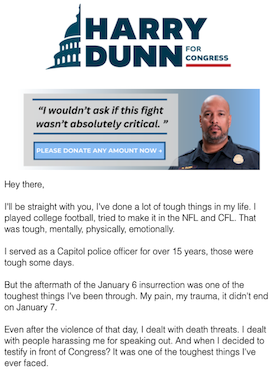 HARRY
DUNN FOR
CONGRESS
"I wouldn't ask if this fight
wasn't absolutely critical. "
PLEASE DONATE ANY AMOUNT NOW »
Hey there,
I'll be straight with you, I've done a lot of tough things in my life. I
played college football, tried to make it in the NFL and CFL. That
was tough, mentally, physically, emotionally.
I served as a Capitol police officer for over 15 years, those were
tough some days.
But the aftermath of the January 6 insurrection was one of the
toughest things I've been through. My pain, my trauma, it didn't end
on January 7.
Even after the violence of that day, I dealt with death threats. I dealt
with people harassing me for speaking out. And when I decided to
testify in front of Congress? It was one of the toughest things I've
ever faced.